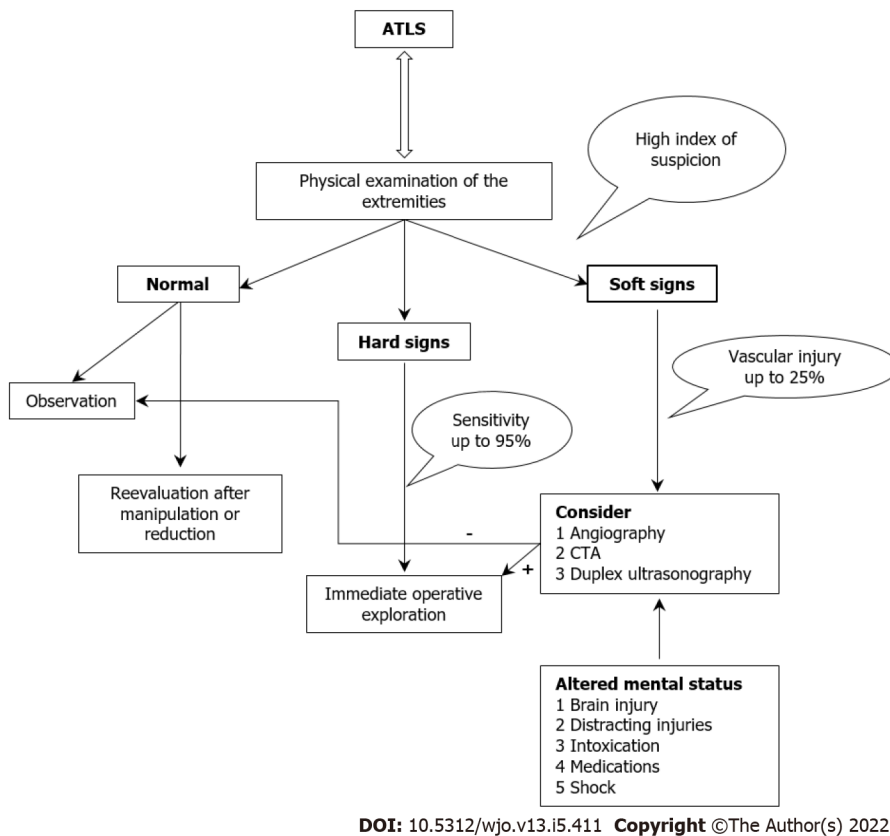 ATLS
High index of
suspicion
Physical examination of the
extremities
Normal
Soft signs
Hard signs
Vascular injury
up to 25%
Observation
Sensitivity
up to 95%
Reevaluation after
manipulation or
reduction
Consider
1 Angiography
2 CTA
3 Duplex ultrasonography
-
+
Immediate operative
exploration
Altered mental status
1 Brain injury
2 Distracting injuries
3 Intoxication
4 Medications
5 Shock
DOI: 10.5312/wjo.v13.i5.411 Copyright ©The Author(s) 2022